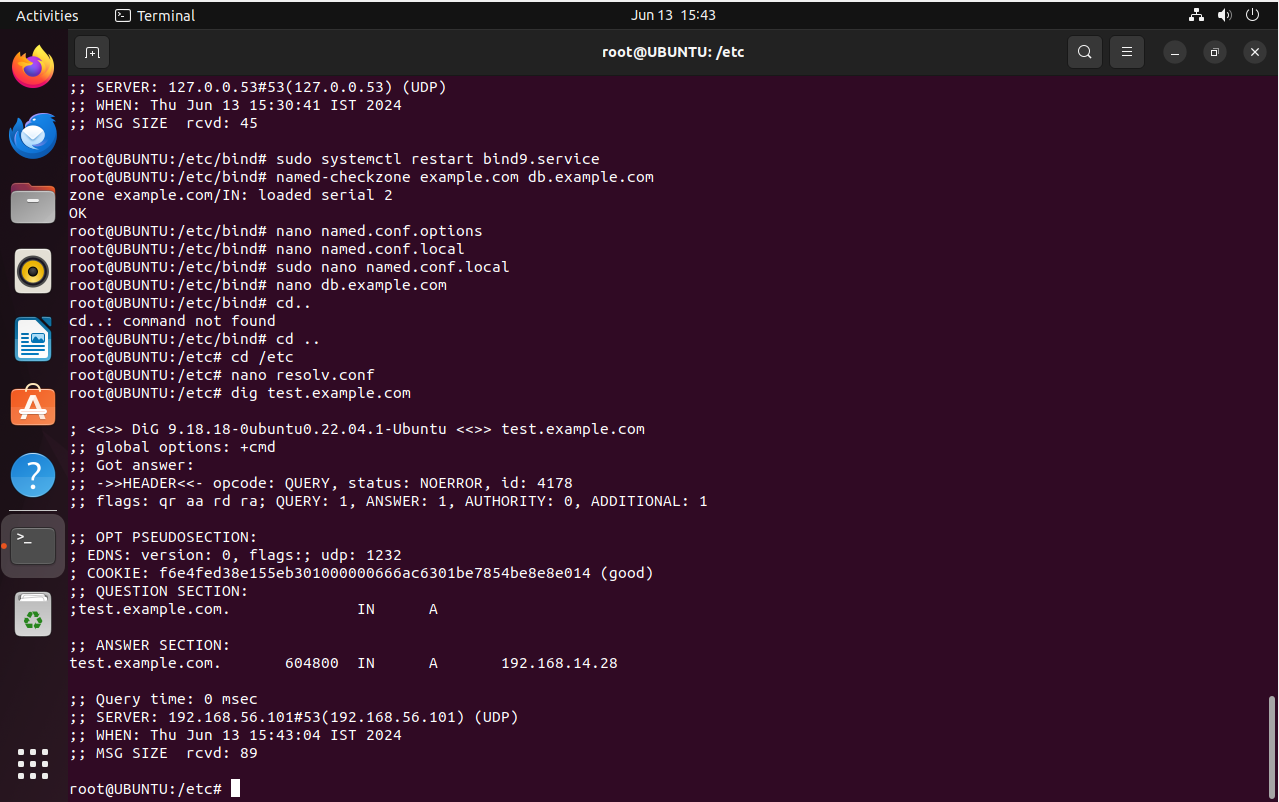 Activities Terminal Jun 13 15:43
root@UBUNTU: /etc
;; SERVER: 127.0.0.53#53(127.0.0.53) (UDP)
;; WHEN: Thu Jun 13 15:30:41 IST 2024
;; MSG SIZE  rcvd: 45
root@UBUNTU:/etc/bind# sudo systemctl restart bind9.service
root@UBUNTU:/etc/bind# named-checkzone example.com db.example.com
zone example.com/IN: loaded serial 2
OK
root@UBUNTU:/etc/bind# nano named.conf.options
root@UBUNTU:/etc/bind# nano named.conf.local
root@UBUNTU:/etc/bind# sudo nano named.conf.local
root@UBUNTU:/etc/bind# nano db.example.com
root@UBUNTU:/etc/bind# cd..
cd..: command not found
root@UBUNTU:/etc/bind# cd ..
root@UBUNTU:/etc# cd /etc
root@UBUNTU:/etc# nano resolv.conf
root@UBUNTU:/etc# dig test.example.com
; <<>> DiG 9.18.18-0ubuntu0.22.04.1-Ubuntu <<>> test.example.com
;; global options: +cmd
;; Got answer:
;; ->>HEADER<<- opcode: QUERY, status: NOERROR, id: 4178
;; flags: qr aa rd ra; QUERY: 1, ANSWER: 1, AUTHORITY: 0, ADDITIONAL: 1
;; OPT PSEUDOSECTION:
; EDNS: version: 0, flags:; udp: 1232
; COOKIE: f6e4fed38e155eb301000000666ac6301be7854be8e8e014 (good)
;; QUESTION SECTION:
;test.example.com.              IN      A
;; ANSWER SECTION:
test.example.com.       604800  IN      A       192.168.14.28
;; Query time: 0 msec
;; SERVER: 192.168.56.101#53(192.168.56.101) (UDP)
;; WHEN: Thu Jun 13 15:43:04 IST 2024
;; MSG SIZE  rcvd: 89
root@UBUNTU:/etc#